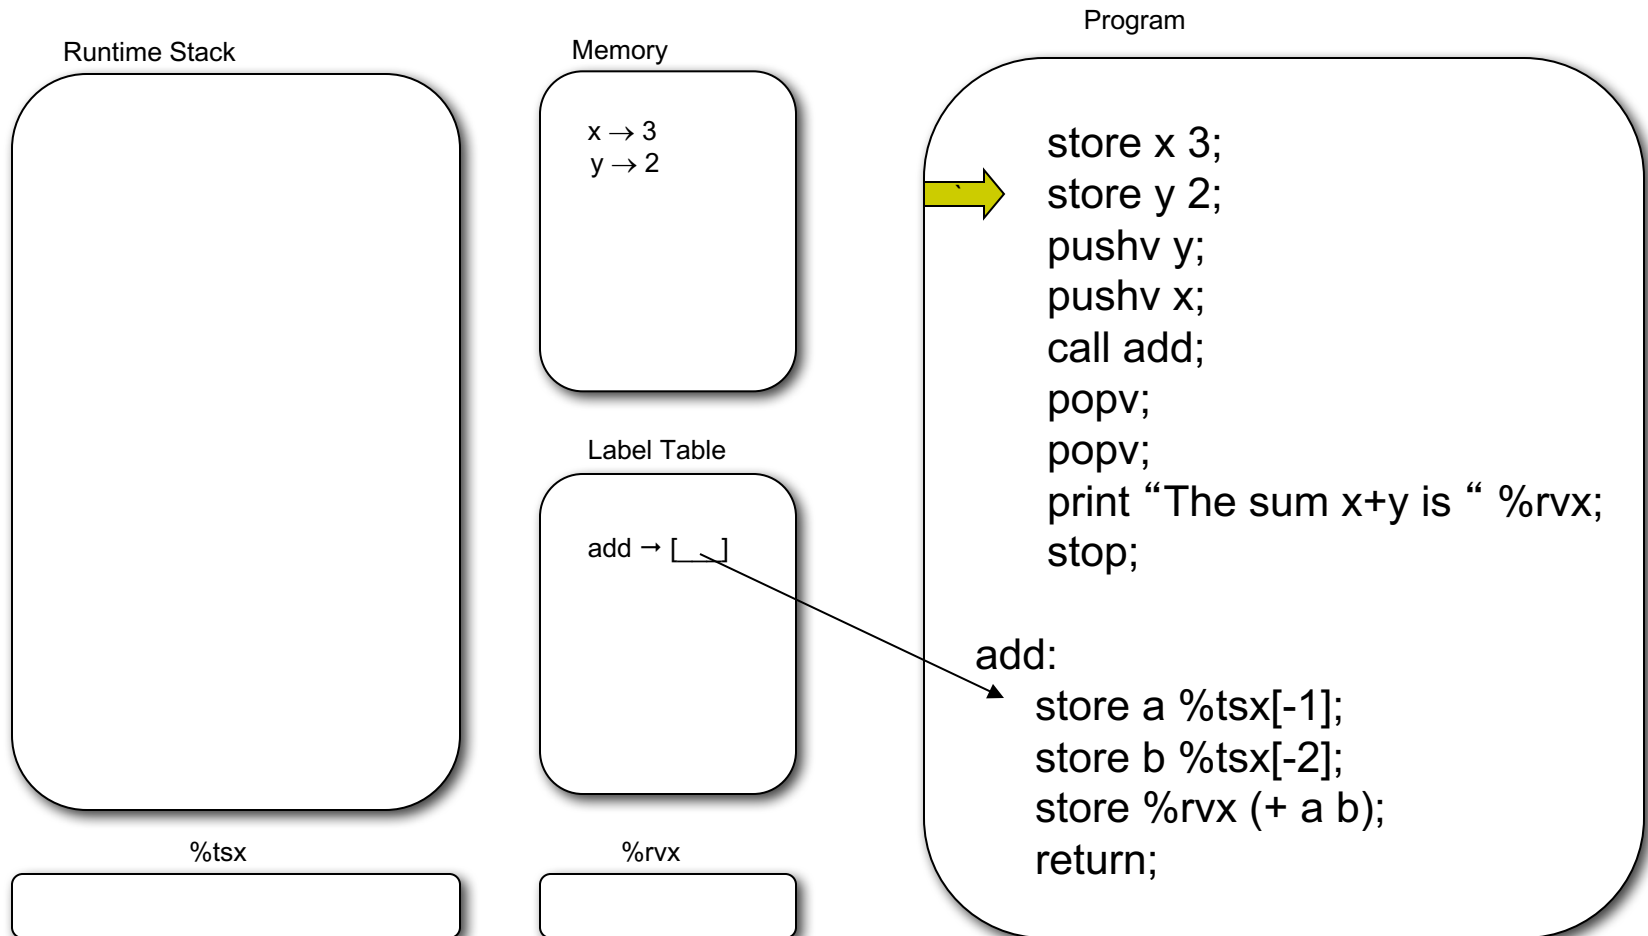 Runtime Stack
Memory
x → 3
y → 2
Label Table
add → [___]
%tsx
%rvx
Program
`
store x 3;
store y 2;
pushv y;
pushv x;
call add;
popv;
popv;
print “The sum x+y is “ %rvx;
stop;
add:
store a %tsx[-1];
store b %tsx[-2];
store %rvx (+ a b);
return;